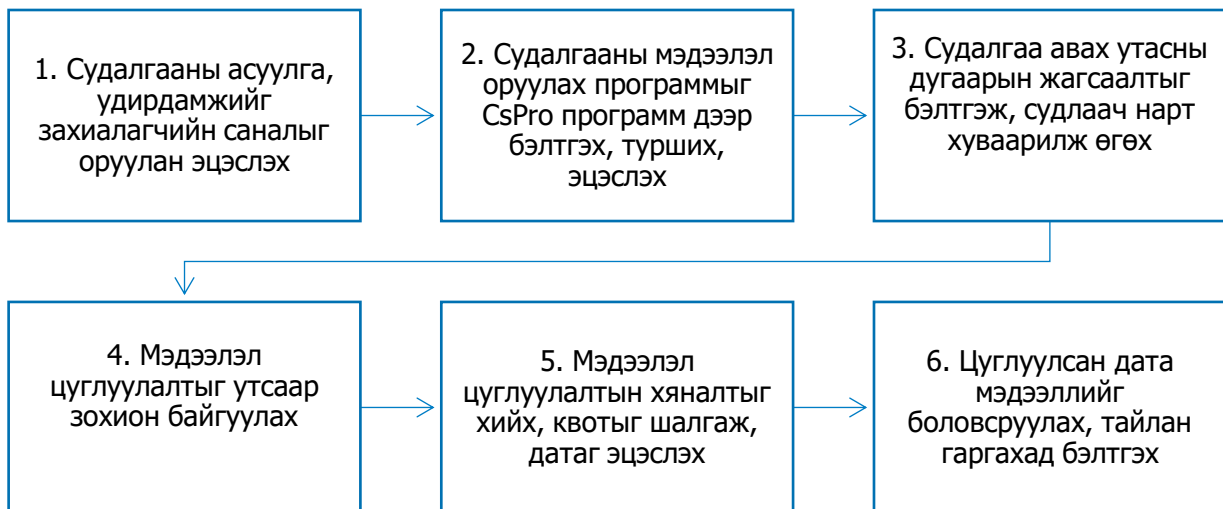 1. Судалгааны асуулга,
удирдамжийг
захиалагчийн саналыг
оруулан эцэслэх
2. Судалгааны мэдээлэл
оруулах программыг
CsPro программ дээр
бэлтгэх, турших,
эцэслэх
3. Судалгаа авах утасны
дугаарын жагсаалтыг
бэлтгэж, судлаач нарт
хуваарилж өгөх
4. Мэдээлэл
цуглуулалтыг утсаар
зохион байгуулах
5. Мэдээлэл
цуглуулалтын хяналтыг
хийх, квотыг шалгаж,
датаг эцэслэх
6. Цуглуулсан дата
мэдээллийг
боловсруулах, тайлан
гаргахад бэлтгэх